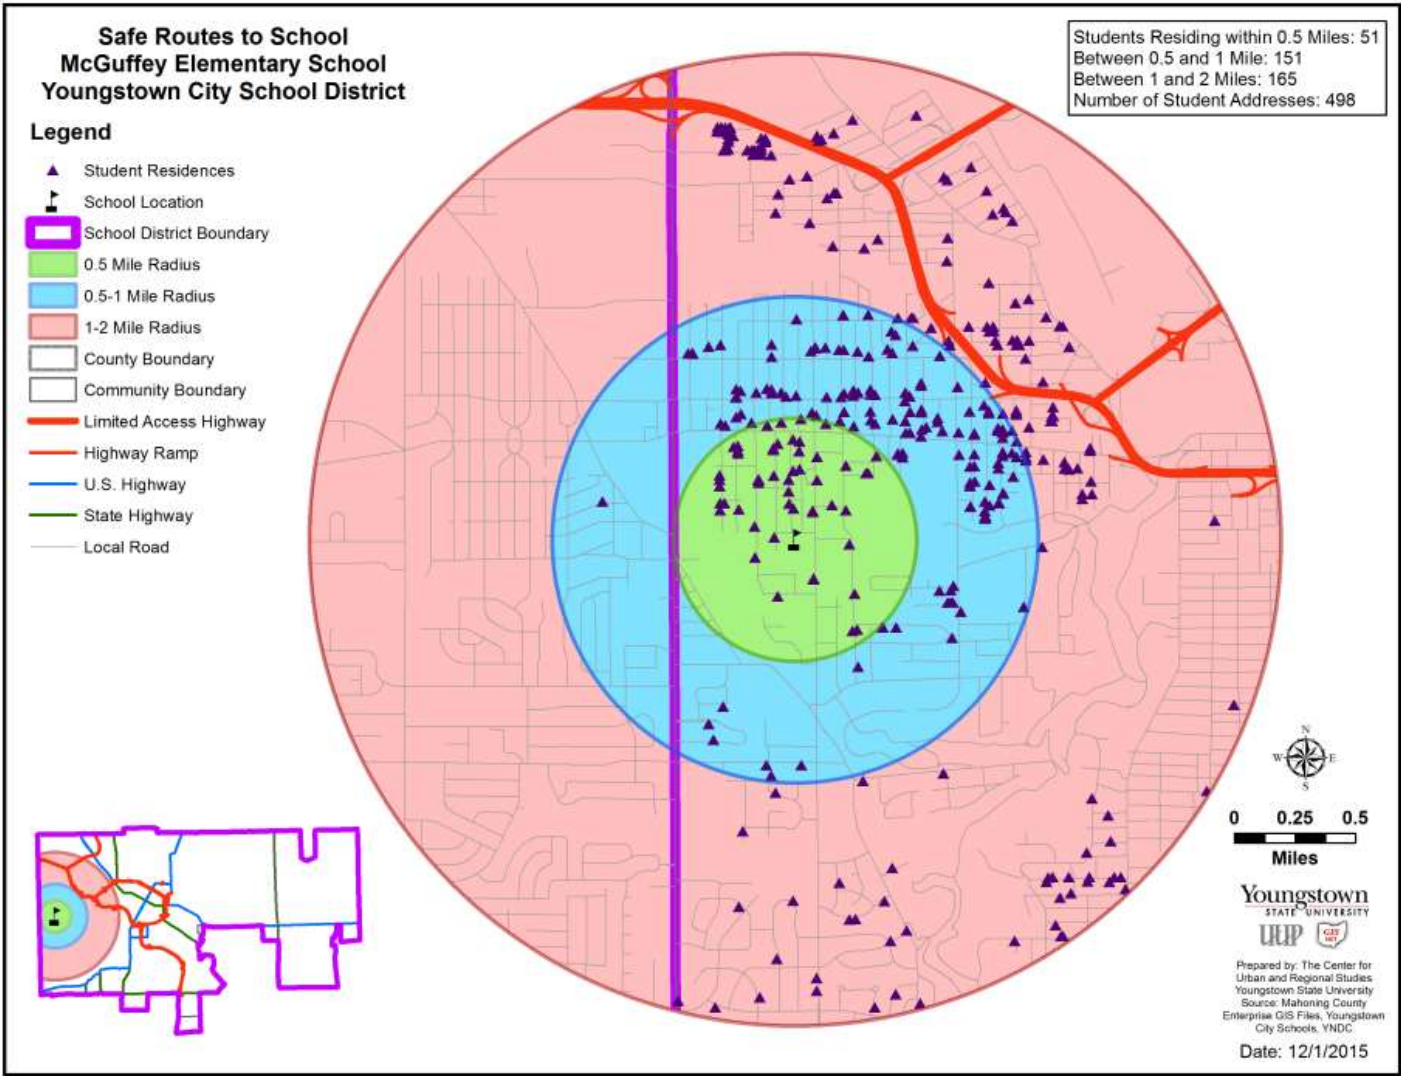 Safe Routes to School
McGuffey Elementary School
Youngstown City School District
Students Residing within 0.5 Miles: 51
Between 0.5 and 1 Mile: 151
Between 1 and 2 Miles: 165
Number of Student Addresses: 498
Legend
Student Residences
School Location
School District Boundary
0.5 Mile Radius
0.5-1 Mile Radius
1-2 Mile Radius
County Boundary
Community Boundary
Limited Access Highway
Highway Ramp
U.S. Highway
State Highway
Local Road
N
W E
S
0 0.25 0.5
Miles
Youngstown
STATE UNIVERSITY
UUP
GIS
Prepared by: The Center for
Urban and Regional Studies
Youngstown State University
Source: Mahoning County
Enterprise GIS Files, Youngstown
City Schools, YNDC
Date: 12/1/2015